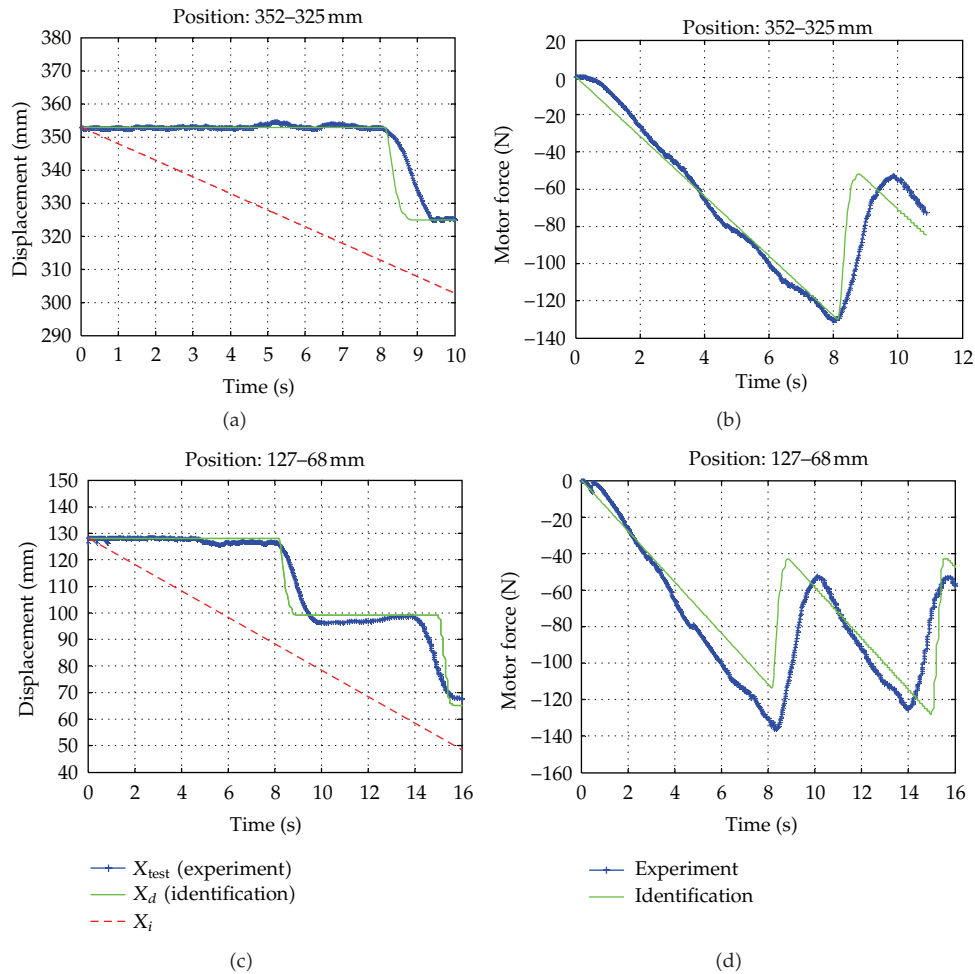 Position: 352–325 mm
380
370
360
350
340
330
320
310
300
290
Displacement (mm)
0 1 2 3 4 5 6 7 8 9 10
Time (s)
(a)
Position: 352–325 mm
20
0
−20
−40
−60
−80
−100
−120
−140
Motor force (N)
0 2 4 6 8 10 12
Time (s)
(b)
Position: 127–68 mm
150
140
130
120
110
100
90
80
70
60
50
40
Displacement (mm)
0 2 4 6 8 10 12 14 16
Time (s)
X_test (experiment)
X_d (identification)
X_i
(c)
Position: 127–68 mm
0
−20
−40
−60
−80
−100
−120
−140
−160
Motor force (N)
0 2 4 6 8 10 12 14 16
Time (s)
Experiment
Identification
(d)